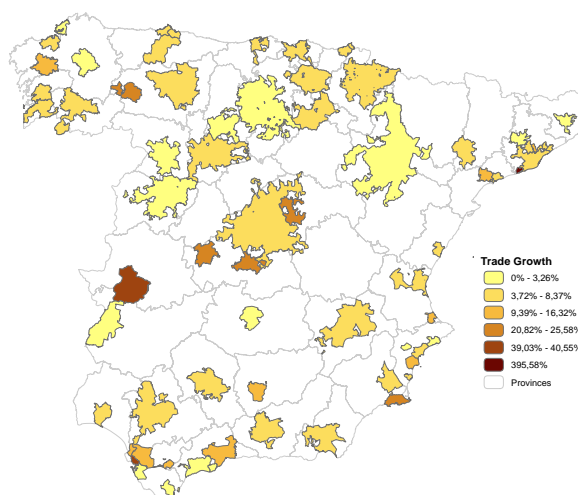 Trade Growth
0% - 3,26%
3,72% - 8,37%
9,39% - 16,32%
20,82% - 25,58%
39,03% - 40,55%
395,58%
Provinces